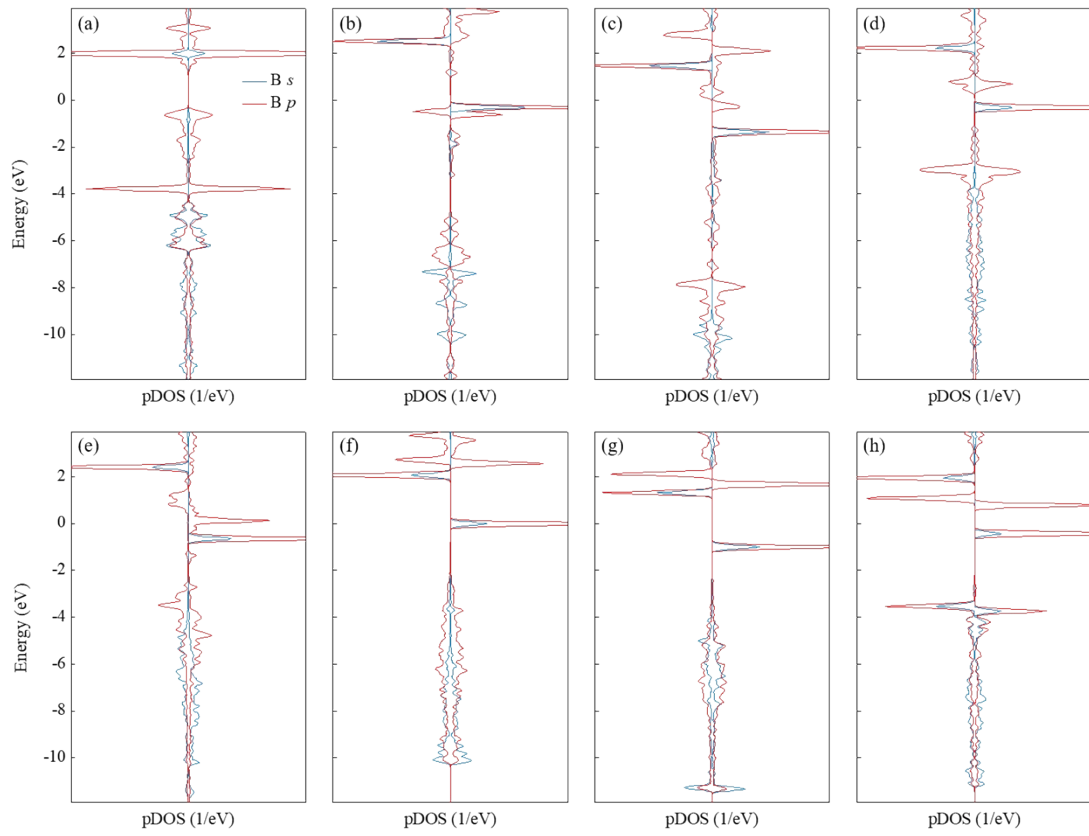 (a) (b) (c) (d)
B s
B p
2
0
-2
-4
-6
-8
-10
Energy (eV)
pDOS (1/eV) pDOS (1/eV) pDOS (1/eV) pDOS (1/eV)
(e) (f) (g) (h)
2
0
-2
-4
-6
-8
-10
Energy (eV)
pDOS (1/eV) pDOS (1/eV) pDOS (1/eV) pDOS (1/eV)